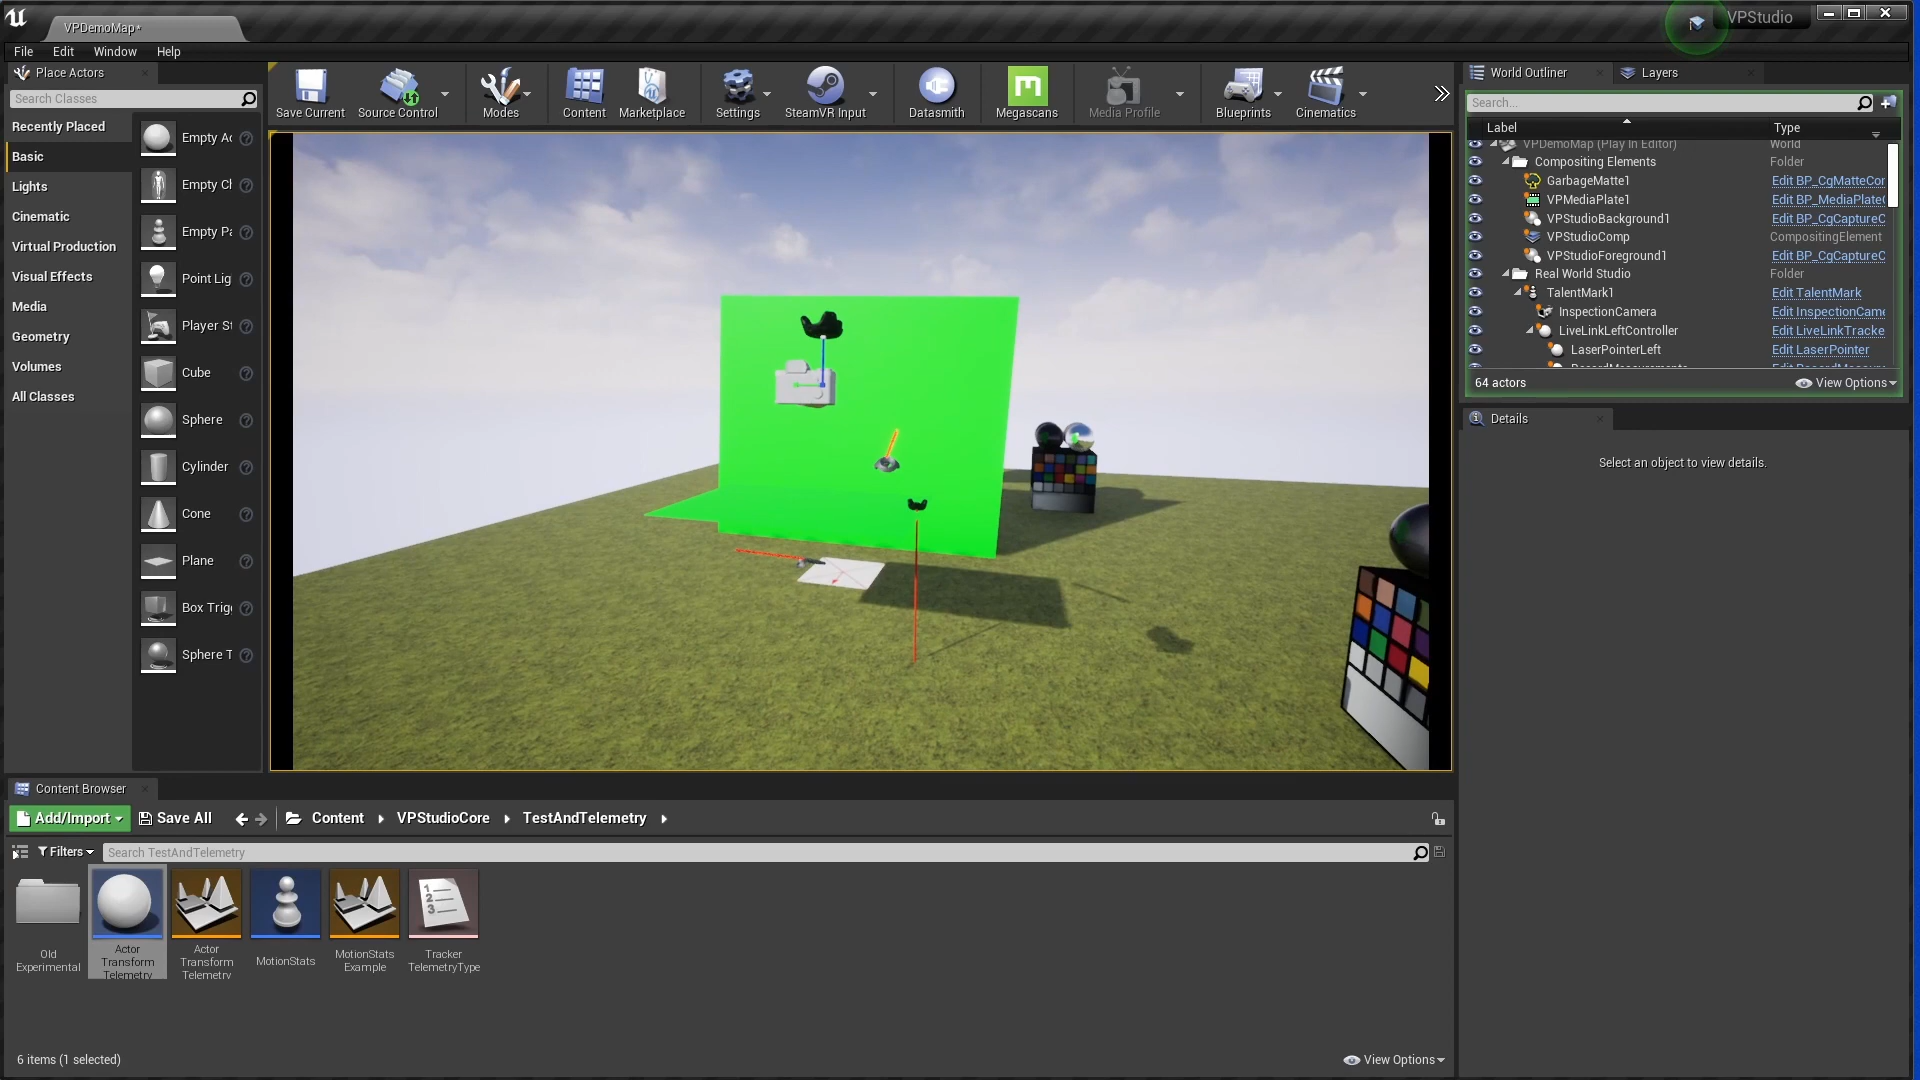 VPDemoMap*
VPStudio
File Edit Window Help
Place Actors
Search Classes
Recently Placed
Basic
Lights
Cinematic
Virtual Production
Visual Effects
Media
Geometry
Volumes
All Classes
Empty Ac
Empty Ch
Empty Pa
Point Lig
Player St
Cube
Sphere
Cylinder
Cone
Plane
Box Trigg
Sphere T
Save Current
Source Control
Modes
Content
Marketplace
Settings
SteamVR Input
Datasmith
Megascans
Media Profile
Blueprints
Cinematics
World Outliner
Layers
Search...
Label Type
VPDemoMap (Play In Editor) World
Compositing Elements Folder
GarbageMatte1 Edit BP_CgMatteCor
VPMediaPlate1 Edit BP_MediaPlateC
VPStudioBackground1 Edit BP_CgCaptureC
VPStudioComp CompositingElement
VPStudioForeground1 Edit BP_CgCaptureC
Real World Studio Folder
TalentMark1 Edit TalentMark
InspectionCamera Edit InspectionCame
LiveLinkLeftController Edit LiveLinkTracke
LaserPointerLeft Edit LaserPointer
64 actors View Options
Details
Select an object to view details.
Content Browser
Add/Import Save All Content VPStudioCore TestAndTelemetry
Filters Search TestAndTelemetry
Old
Experimental
Actor
Transform
Telemetry
Actor
Transform
Telemetry
MotionStats
MotionStats
Example
Tracker
TelemetryType
6 items (1 selected)
View Options